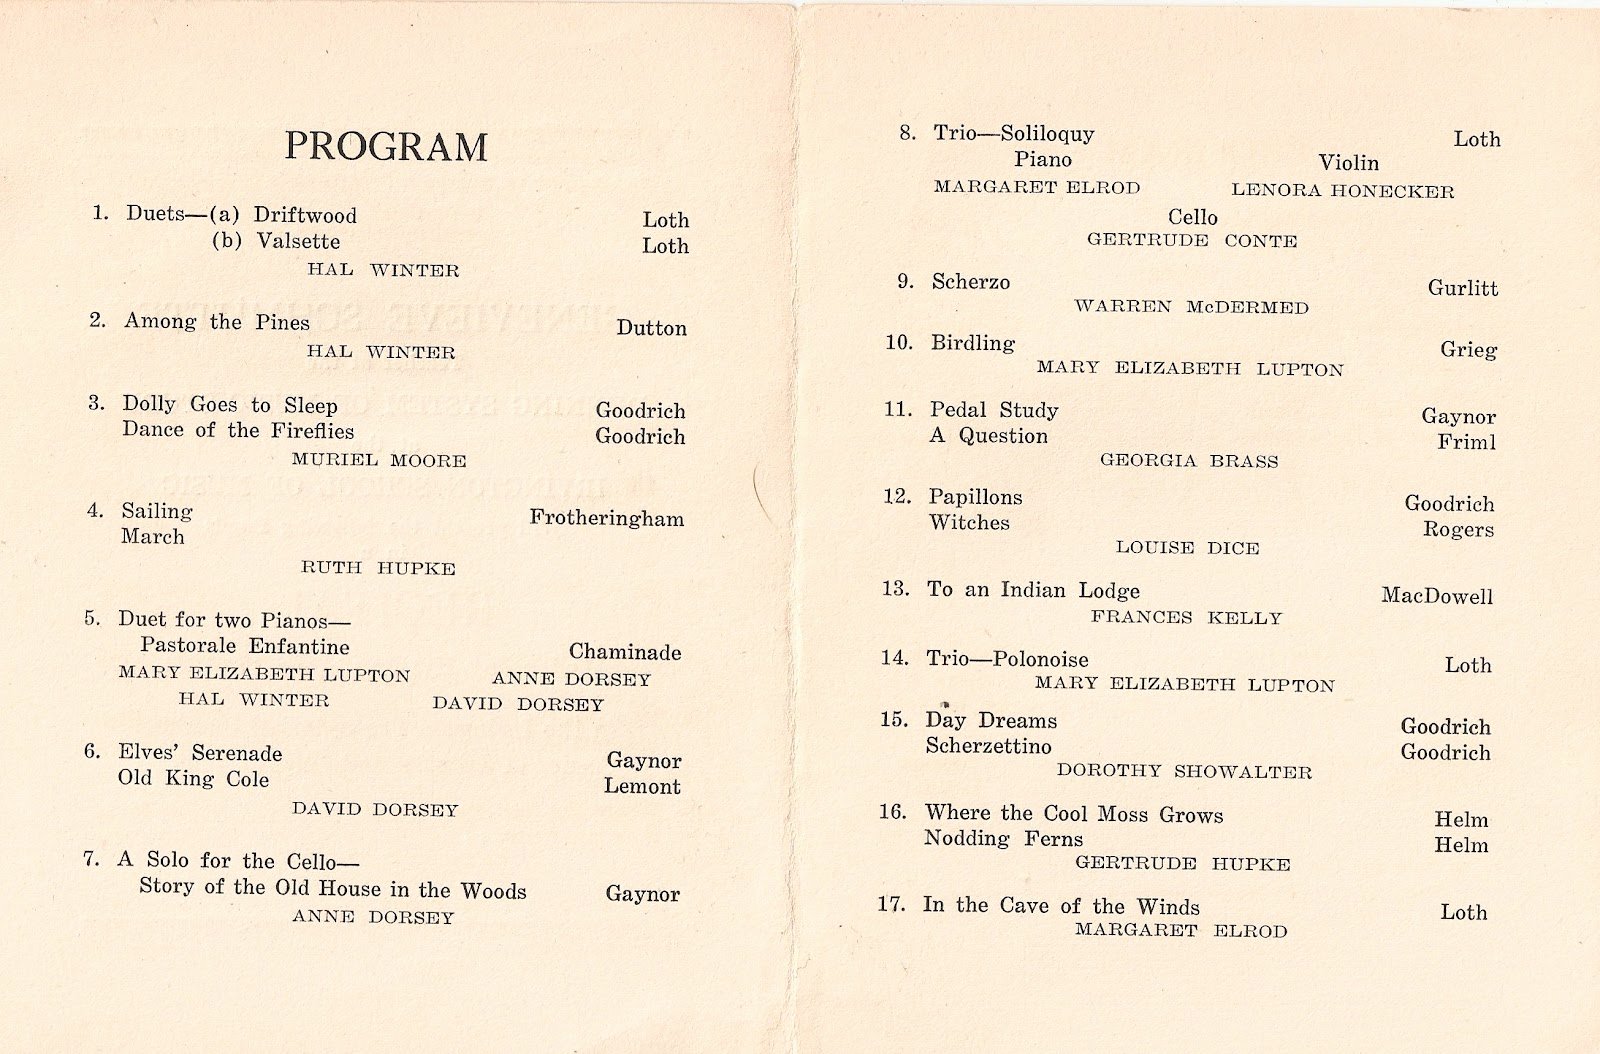 PROGRAM
1. Duets—(a) Driftwood Loth
(b) Valsette Loth
HAL WINTER
2. Among the Pines Dutton
HAL WINTER
3. Dolly Goes to Sleep Goodrich
Dance of the Fireflies Goodrich
MURIEL MOORE
4. Sailing Frotheringham
March
RUTH HUPKE
5. Duet for two Pianos—
Pastorale Enfantine Chaminade
MARY ELIZABETH LUPTON ANNE DORSEY
HAL WINTER DAVID DORSEY
6. Elves' Serenade Gaynor
Old King Cole Lemont
DAVID DORSEY
7. A Solo for the Cello—
Story of the Old House in the Woods Gaynor
ANNE DORSEY
8. Trio—Soliloquy Loth
Piano Violin
MARGARET ELROD LENORA HONECKER
Cello
GERTRUDE CONTE
9. Scherzo Gurlitt
WARREN McDERMED
10. Birdling Grieg
MARY ELIZABETH LUPTON
11. Pedal Study Gaynor
A Question Friml
GEORGIA BRASS
12. Papillons Goodrich
Witches Rogers
LOUISE DICE
13. To an Indian Lodge MacDowell
FRANCES KELLY
14. Trio—Polonoise Loth
MARY ELIZABETH LUPTON
15. Day Dreams Goodrich
Scherzettino Goodrich
DOROTHY SHOWALTER
16. Where the Cool Moss Grows Helm
Nodding Ferns Helm
GERTRUDE HUPKE
17. In the Cave of the Winds Loth
MARGARET ELROD